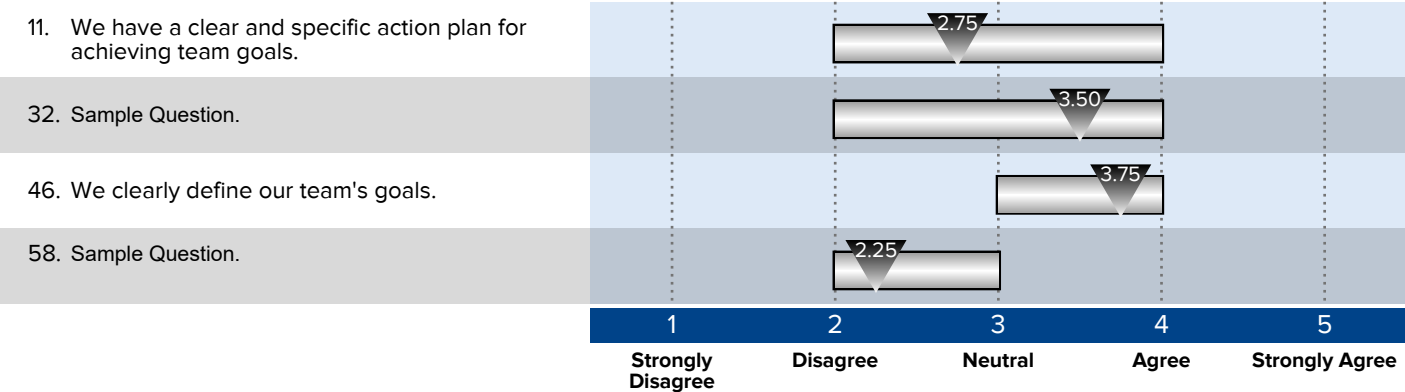 11. We have a clear and specific action plan for
achieving team goals.
2.75
32. Sample Question.
3.50
46. We clearly define our team's goals.
3.75
58. Sample Question.
2.25
1 2 3 4 5
Strongly Disagree Neutral Agree Strongly Agree
Disagree